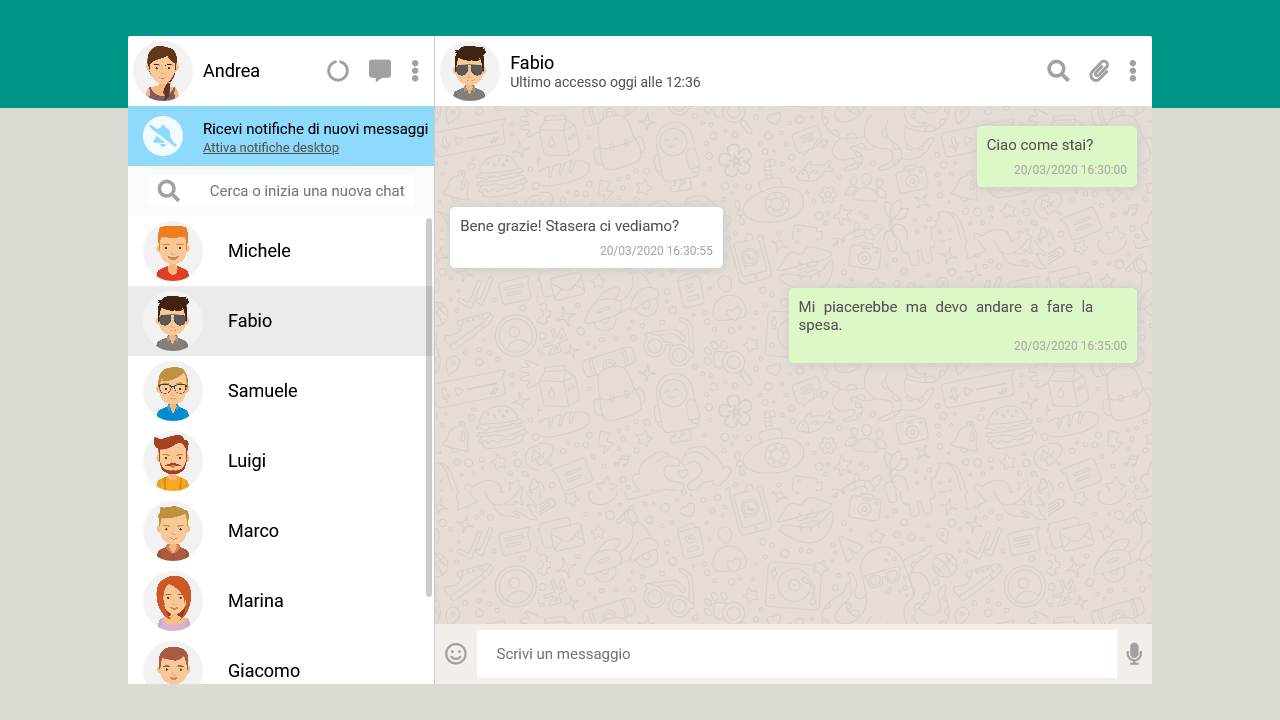 Andrea
Ricevi notifiche di nuovi messaggi
Attiva notifiche desktop
Cerca o inizia una nuova chat
Michele
Fabio
Samuele
Luigi
Marco
Marina
Giacomo
Fabio
Ultimo accesso oggi alle 12:36
Ciao come stai?
20/03/2020 16:30:00
Bene grazie! Stasera ci vediamo?
20/03/2020 16:30:55
Mi piacerebbe ma devo andare a fare la
spesa.
20/03/2020 16:35:00
Scrivi un messaggio